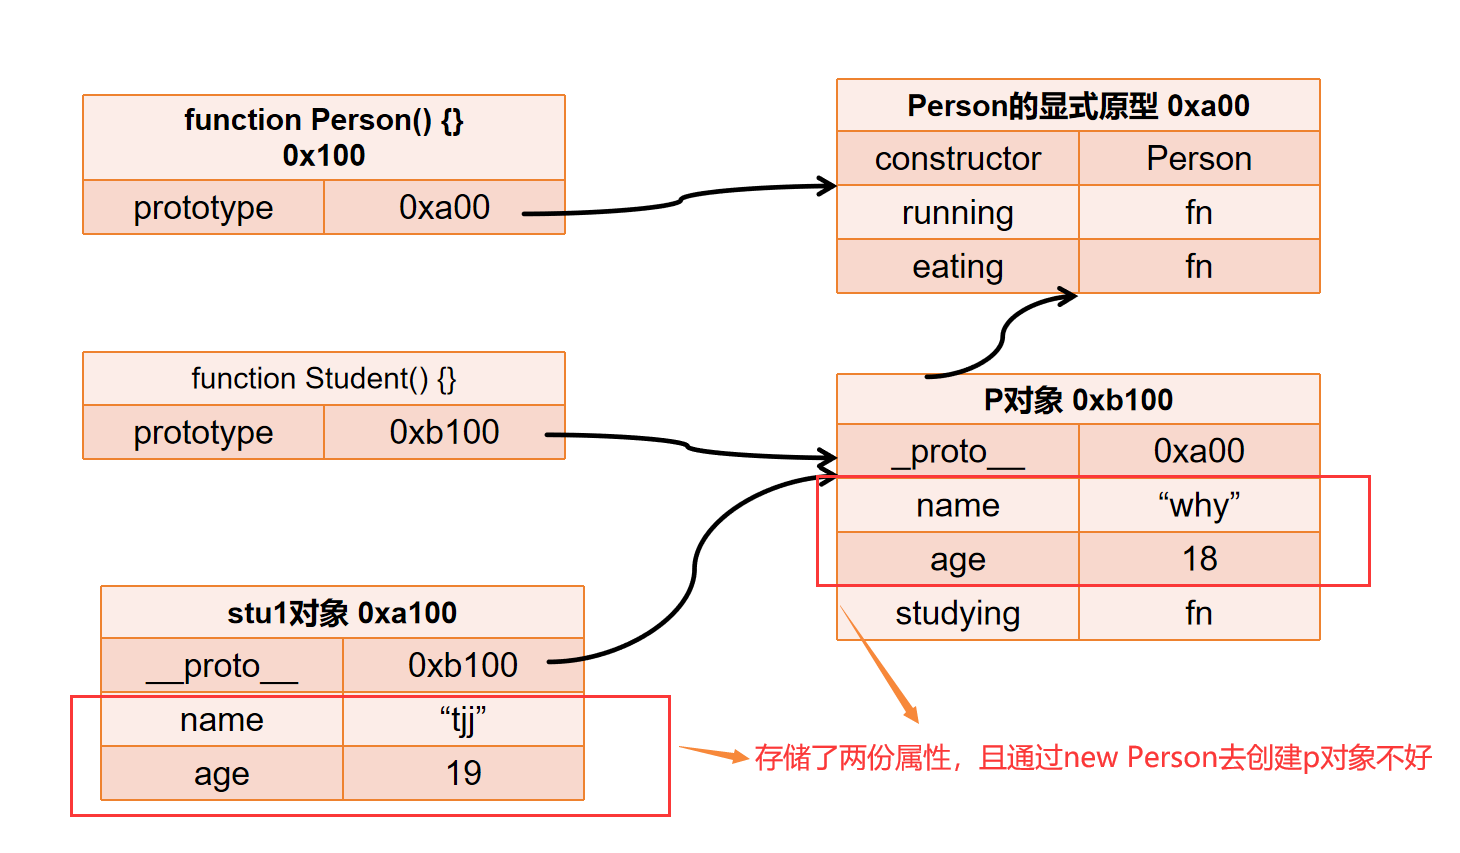 function Person() {}
0x100
prototype 0xa00
Person的显式原型 0xa00
constructor Person
running fn
eating fn
function Student() {}
prototype 0xb100
P对象 0xb100
_proto__ 0xa00
name “why”
age 18
studying fn
stu1对象 0xa100
__proto__ 0xb100
name “tjj”
age 19
存储了两份属性，且通过new Person去创建p对象不好